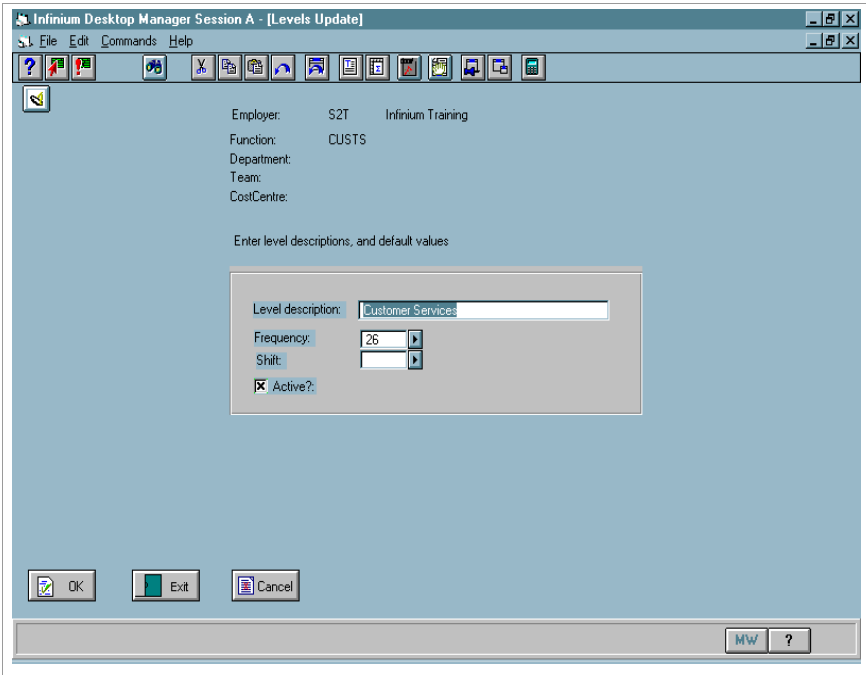 Infinium Desktop Manager Session A - [Levels Update]
File Edit Commands Help
Employer: S2T Infinium Training
Function: CUSTS
Department:
Team:
CostCentre:
Enter level descriptions, and default values
Level description: Customer Services
Frequency: 26
Shift:
Active?:
OK Exit Cancel
MW ?